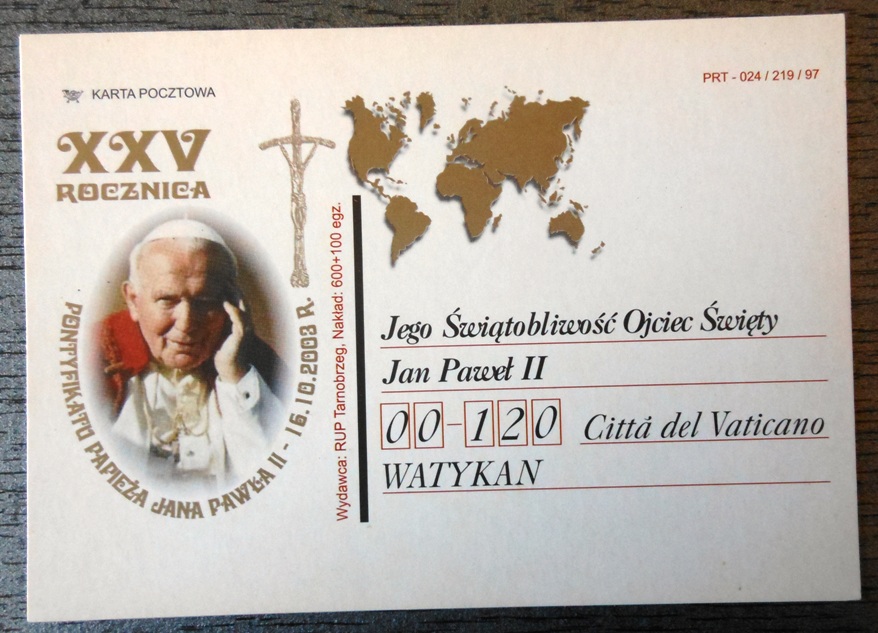 KARTA POCZTOWA
PRT - 024 / 219 / 97
XXV
ROCZNICA
PONTYFIKATU PAPIEŻA JANA PAWŁA II - 16.10.2003 R.
Wydawca: RUP Tarnobrzeg, Nakład: 600+100 egz.
Jego Świątobliwość Ojciec Święty
Jan Paweł II
00-120 Città del Vaticano
WATYKAN